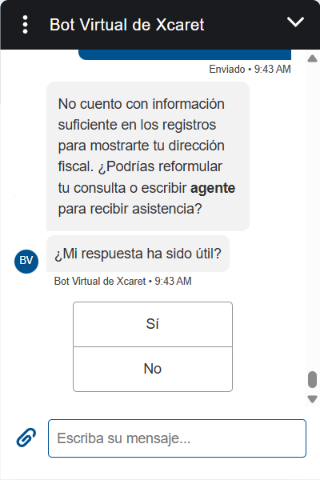 Bot Virtual de Xcaret
Enviado • 9:43 AM
No cuento con información
suficiente en los registros
para mostrarte tu dirección
fiscal. ¿Podrías reformular
tu consulta o escribir agente
para recibir asistencia?
¿Mi respuesta ha sido útil?
BV
Bot Virtual de Xcaret • 9:43 AM
Sí
No
Escriba su mensaje...